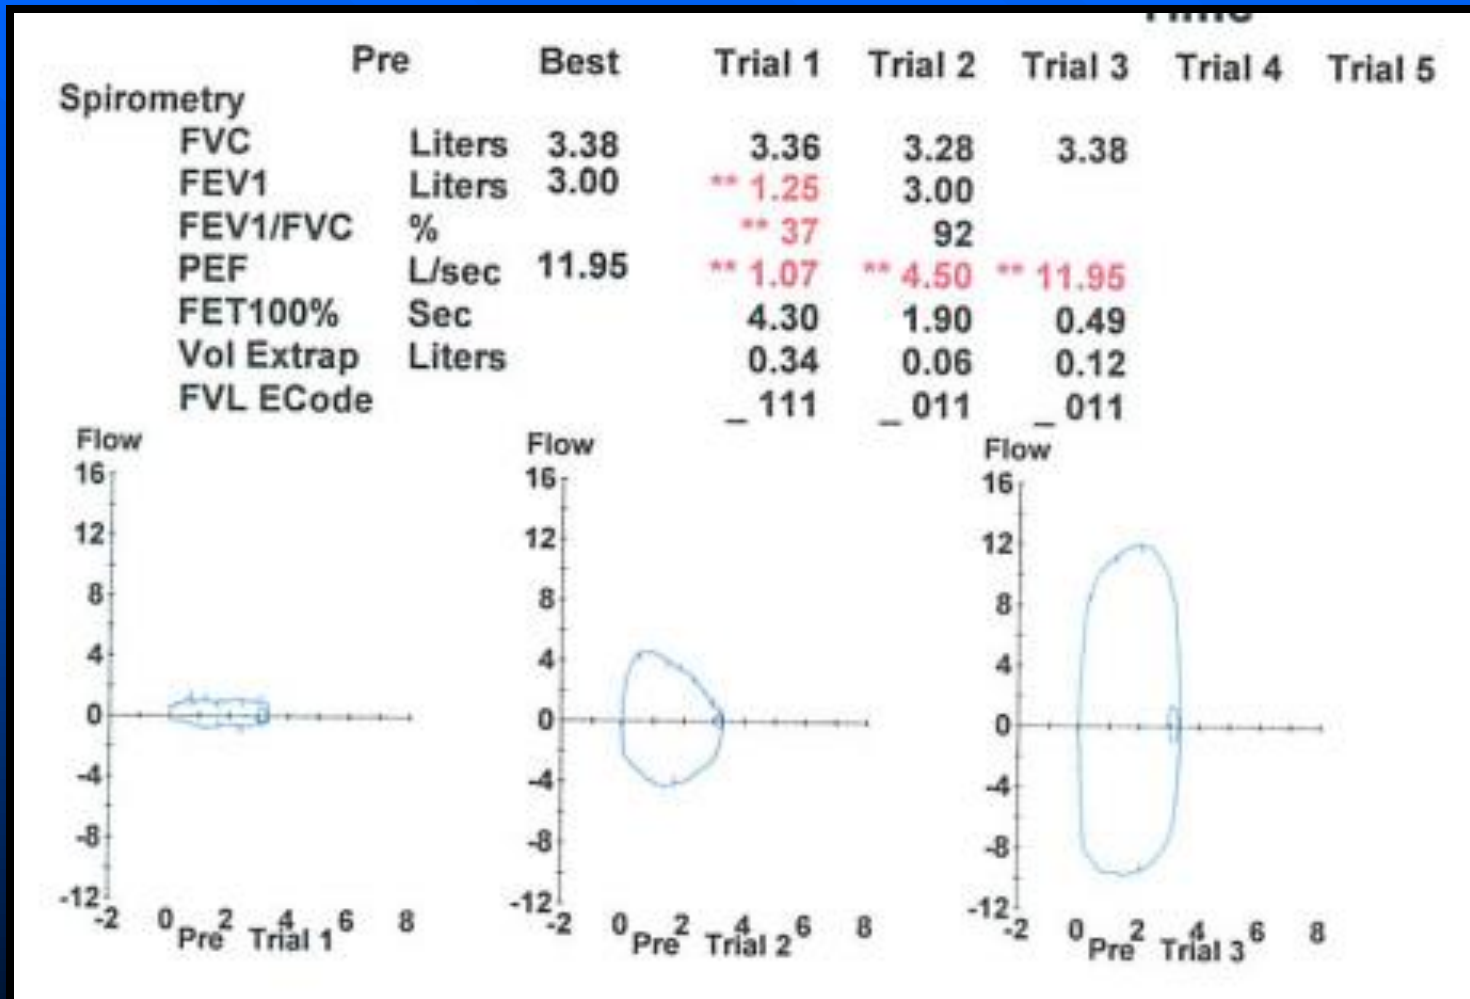 Time
Pre Best Trial 1 Trial 2 Trial 3 Trial 4 Trial 5
Spirometry
FVC Liters 3.38 3.36 3.28 3.38
FEV1 Liters 3.00 ** 1.25 3.00
FEV1/FVC % ** 37 92
PEF L/sec 11.95 ** 1.07 ** 4.50 ** 11.95
FET100% Sec 4.30 1.90 0.49
Vol Extrap Liters 0.34 0.06 0.12
FVL ECode _ 111 _ 011 _ 011
Flow Flow Flow
16 16 16
12 12 12
8 8 8
4 4 4
0 0 0
-4 -4 -4
-8 -8 -8
-12 -12 -12
-2 0 2 4 6 8 -2 0 2 4 6 8 -2 0 2 4 6 8
Pre Trial 1 Pre Trial 2 Pre Trial 3